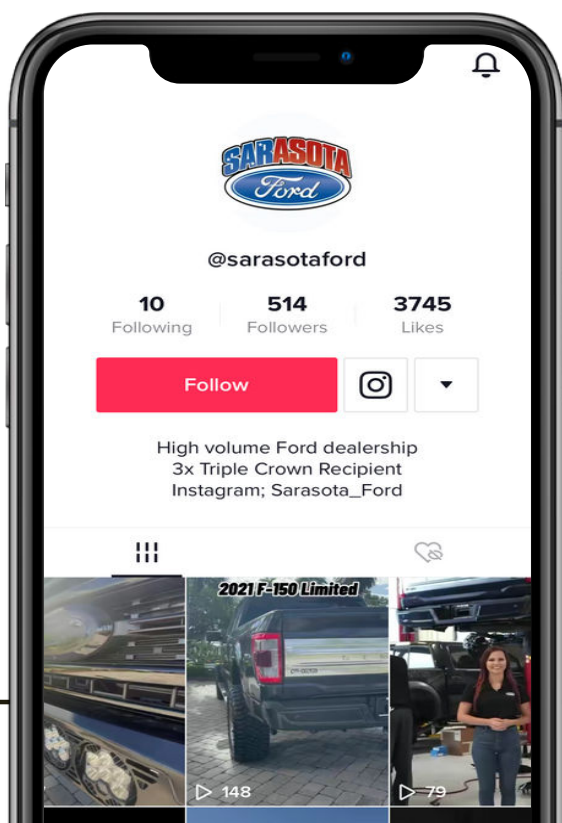 SARASOTA
Ford
@sarasotaford
10 514 3745
Following Followers Likes
Follow
High volume Ford dealership
3x Triple Crown Recipient
Instagram; Sarasota_Ford
2021 F-150 Limited
148
79